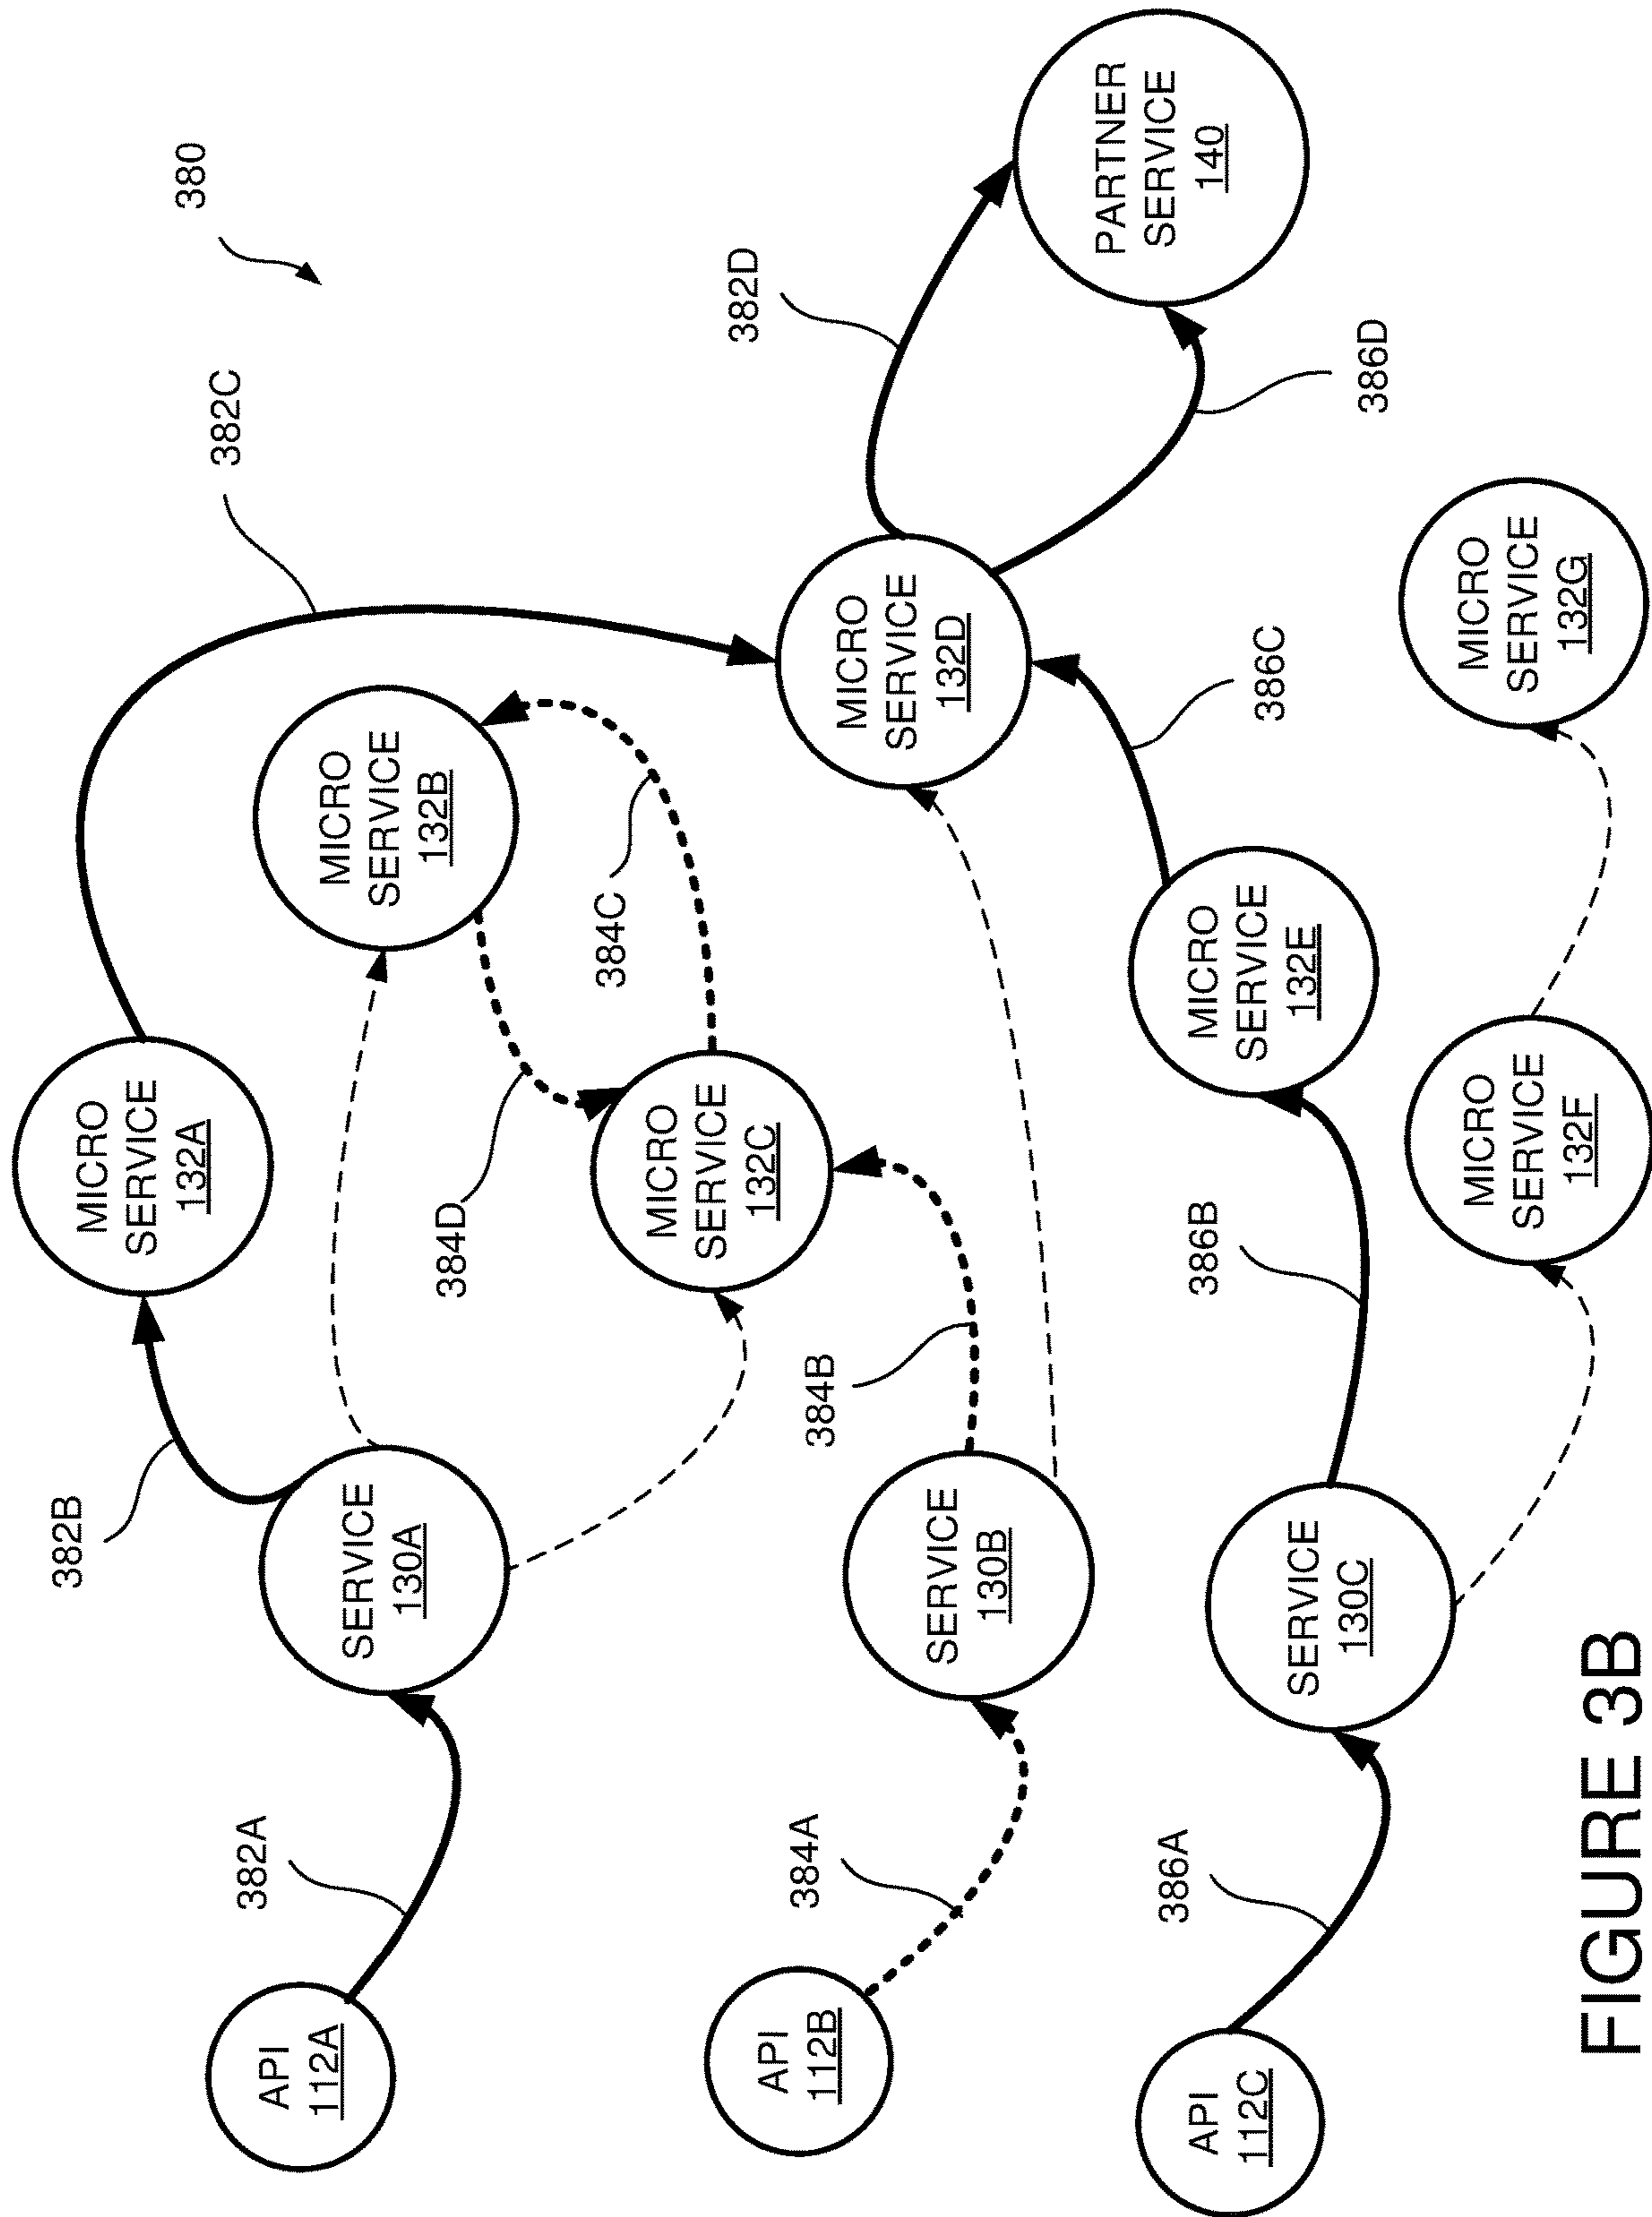 380
382A
382B
382C
382D
384A
384B
384C
384D
386A
386B
386C
386D
API
112A
SERVICE
130A
MICRO
SERVICE
132A
MICRO
SERVICE
132B
MICRO
SERVICE
132C
API
112B
SERVICE
130B
MICRO
SERVICE
132D
PARTNER
SERVICE
140
API
112C
SERVICE
130C
MICRO
SERVICE
132E
MICRO
SERVICE
132F
MICRO
SERVICE
132G
FIGURE 3B